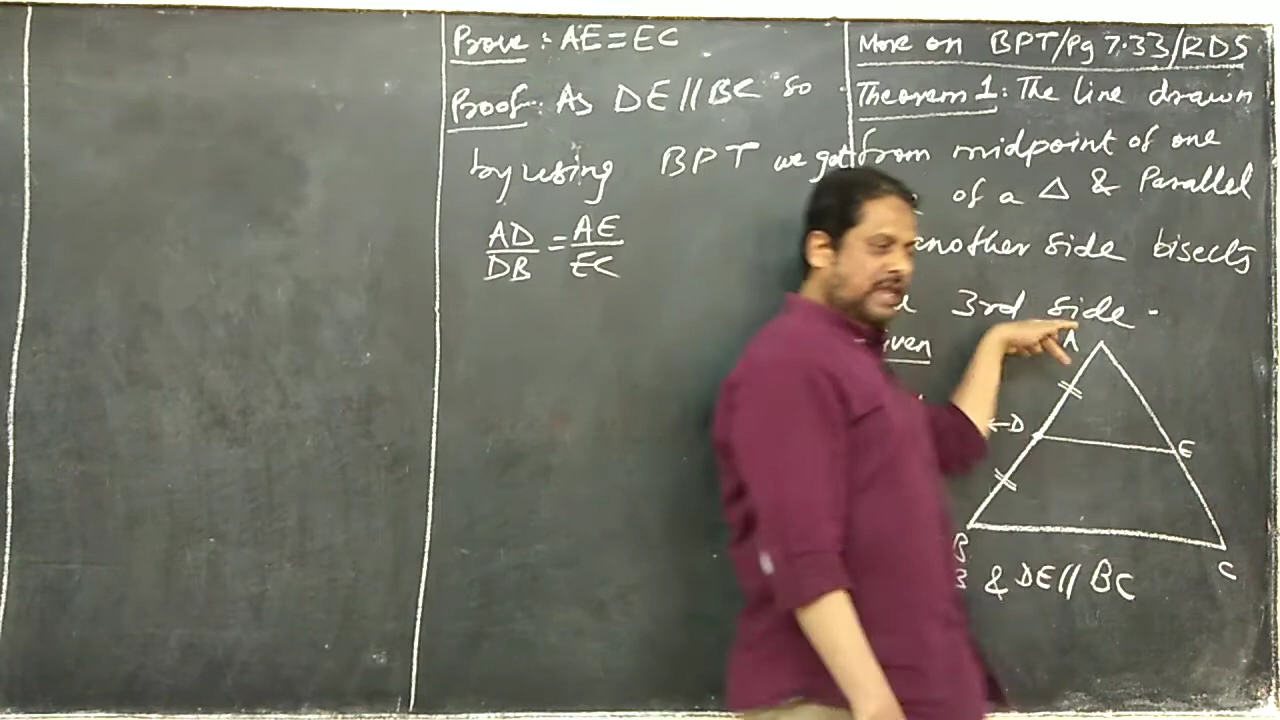 Prove : AE = EC
Proof : As DE // BC so
by using BPT we get
AD/DB = AE/EC
More on BPT/Pg 7.33/RDS
Theorem 1 : The line drawn
from midpoint of one
of a △ & Parallel
another side bisects
3rd side .
A
←D
E
B
C
& DE // BC